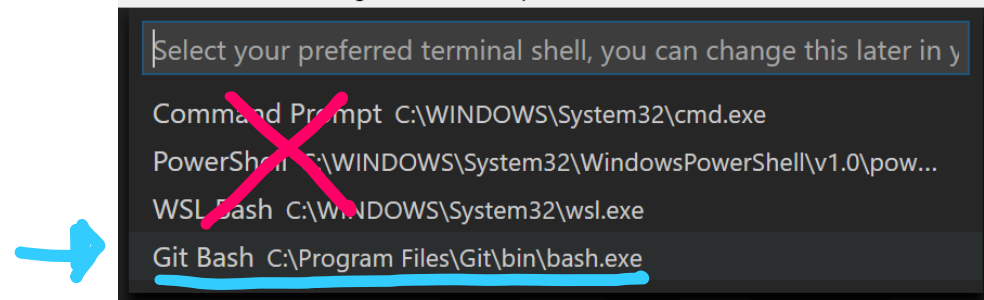 Select your preferred terminal shell, you can change this later in y
Command Prompt C:\WINDOWS\System32\cmd.exe
PowerShell C:\WINDOWS\System32\WindowsPowerShell\v1.0\pow...
WSL Bash C:\WINDOWS\System32\wsl.exe
Git Bash C:\Program Files\Git\bin\bash.exe